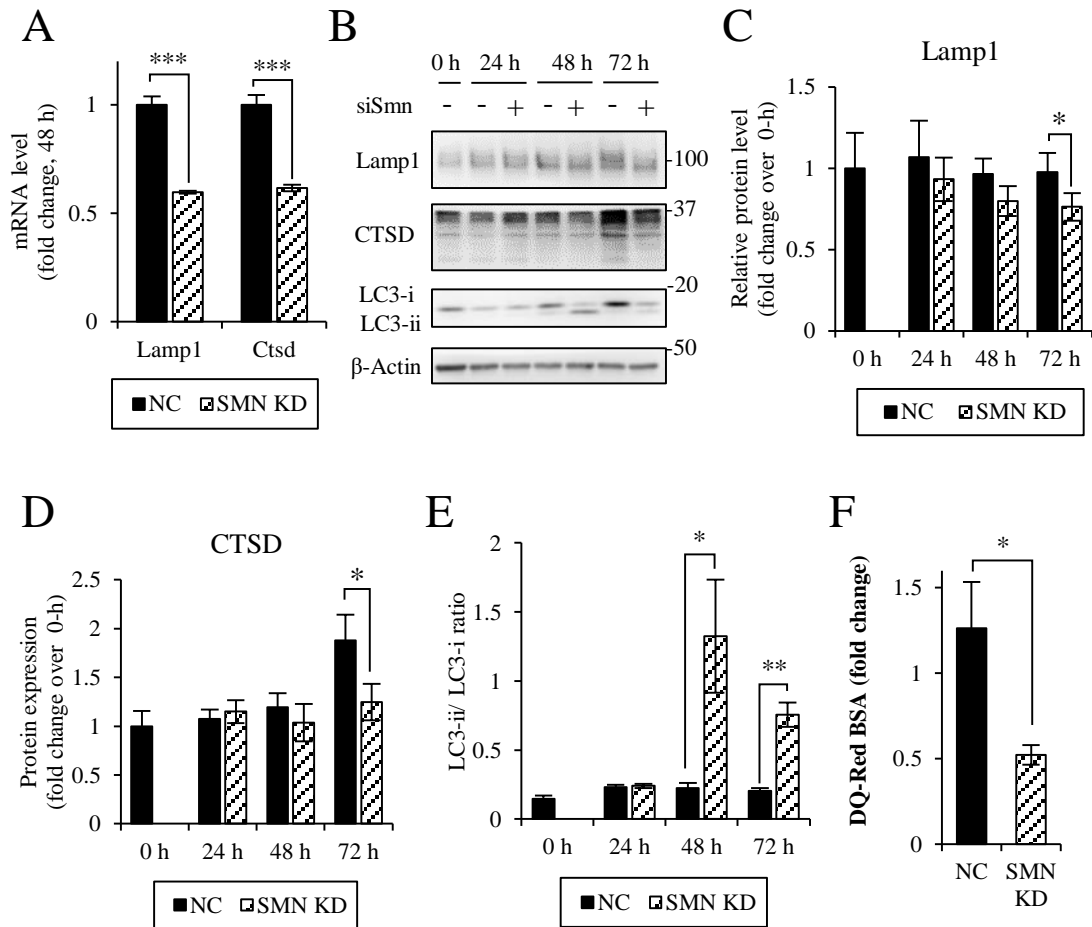 A
mRNA level
(fold change, 48 h)
***
***
1
0.5
0
Lamp1
Ctsd
NC
SMN KD
B
0 h
24 h
48 h
72 h
siSmn
-
-
+
-
+
-
+
Lamp1
-100
CTSD
-37
LC3-i
LC3-ii
-20
β-Actin
-50
C
Lamp1
Relative protein level
(fold change over 0-h)
1.5
1
0.5
0
*
0 h
24 h
48 h
72 h
NC
SMN KD
D
CTSD
Protein expression
(fold change over 0-h)
2.5
2
1.5
1
0.5
0
*
0 h
24 h
48 h
72 h
NC
SMN KD
E
LC3-ii/ LC3-i ratio
2
1.5
1
0.5
0
*
**
0 h
24 h
48 h
72 h
NC
SMN KD
F
DQ-Red BSA (fold change)
1.5
1
0.5
0
*
NC
SMN
KD